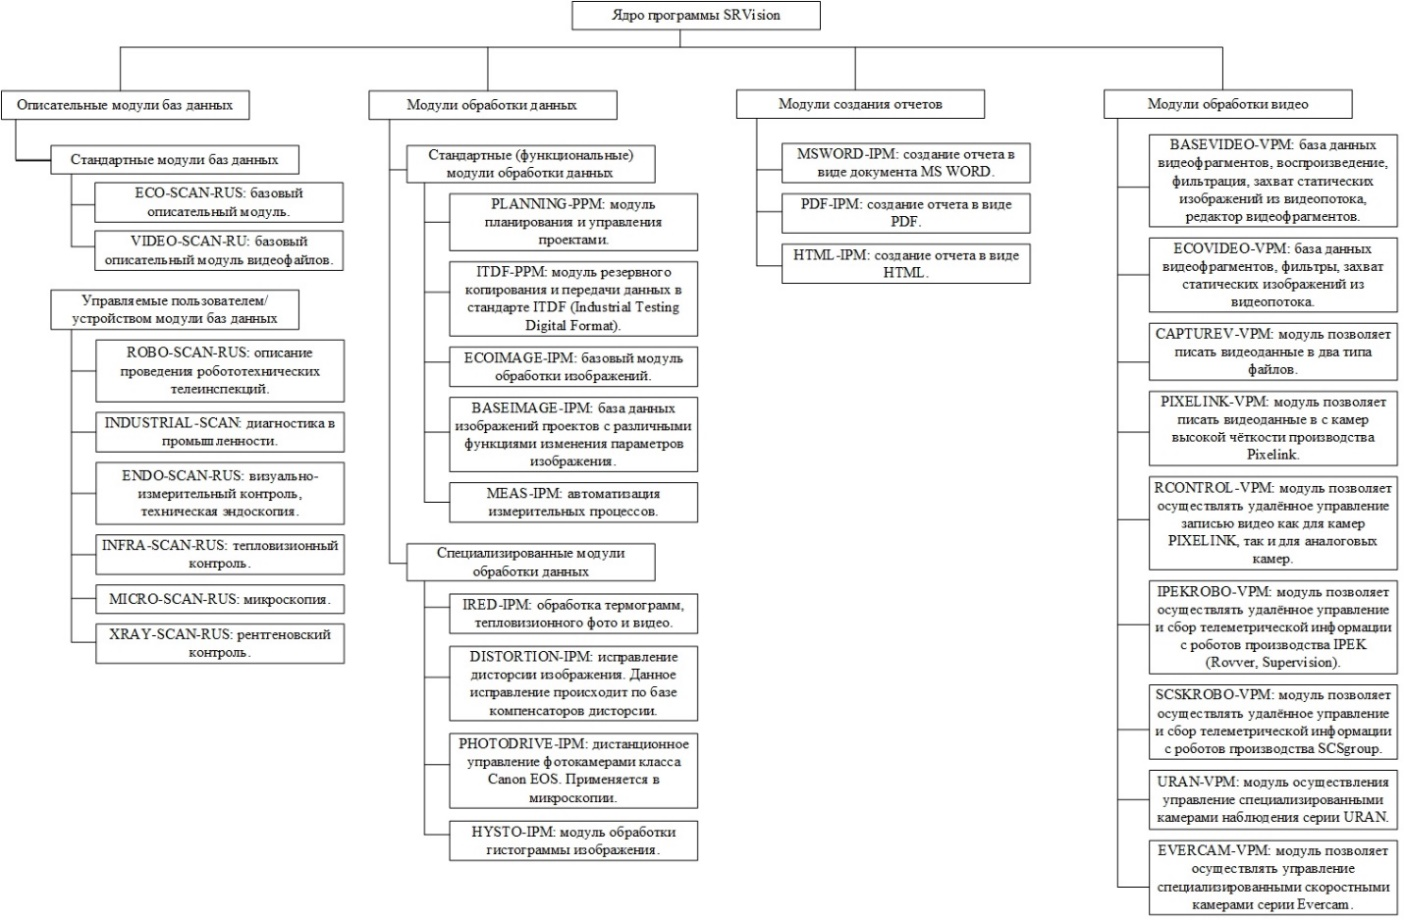 Ядро программы SRVision
Описательные модули баз данных
Стандартные модули баз данных
ECO-SCAN-RUS: базовый
описательный модуль.
VIDEO-SCAN-RU: базовый
описательный модуль видеофайлов.
Управляемые пользователем/
устройством модули баз данных
ROBO-SCAN-RUS: описание
проведения робототехнических
телеинспекций.
INDUSTRIAL-SCAN: диагностика в
промышленности.
ENDO-SCAN-RUS: визуально-
измерительный контроль,
техническая эндоскопия.
INFRA-SCAN-RUS: тепловизионный
контроль.
MICRO-SCAN-RUS: микроскопия.
XRAY-SCAN-RUS: рентгеновский
контроль.
Модули обработки данных
Стандартные (функциональные)
модули обработки данных
PLANNING-PPM: модуль
планирования и управления
проектами.
ITDF-PPM: модуль резервного
копирования и передачи данных в
стандарте ITDF (Industrial Testing
Digital Format).
ECOIMAGE-IPM: базовый модуль
обработки изображений.
BASEIMAGE-IPM: база данных
изображений проектов с различными
функциями изменения параметров
изображения.
MEAS-IPM: автоматизация
измерительных процессов.
Специализированные модули
обработки данных
IRED-IPM: обработка термограмм,
тепловизионного фото и видео.
DISTORTION-IPM: исправление
дисторсии изображения. Данное
исправление происходит по базе
компенсаторов дисторсии.
PHOTODRIVE-IPM: дистанционное
управление фотокамерами класса
Canon EOS. Применяется в
микроскопии.
HYSTO-IPM: модуль обработки
гистограммы изображения.
Модули создания отчетов
MSWORD-IPM: создание отчета в
виде документа MS WORD.
PDF-IPM: создание отчета в виде
PDF.
HTML-IPM: создание отчета в виде
HTML.
Модули обработки видео
BASEVIDEO-VPM: база данных
видеофрагментов, воспроизведение,
фильтрация, захват статических
изображений из видеопотока,
редактор видеофрагментов.
ECOVIDEO-VPM: база данных
видеофрагментов, фильтры, захват
статических изображений из
видеопотока.
CAPTUREV-VPM: модуль позволяет
писать видеоданные в два типа
файлов.
PIXELINK-VPM: модуль позволяет
писать видеоданные в с камер
высокой чёткости производства
Pixelink.
RCONTROL-VPM: модуль позволяет
осуществлять удалённое управление
записью видео как для камер
PIXELINK, так и для аналоговых
камер.
IPEKROBO-VPM: модуль позволяет
осуществлять удалённое управление
и сбор телеметрической информации
с роботов производства IPEK
(Rovver, Supervision).
SCSKROBO-VPM: модуль позволяет
осуществлять удалённое управление
и сбор телеметрической информации
с роботов производства SCSgroup.
URAN-VPM: модуль осуществления
управление специализированными
камерами наблюдения серии URAN.
EVERCAM-VPM: модуль позволяет
осуществлять управление
специализированными скоростными
камерами серии Evercam.